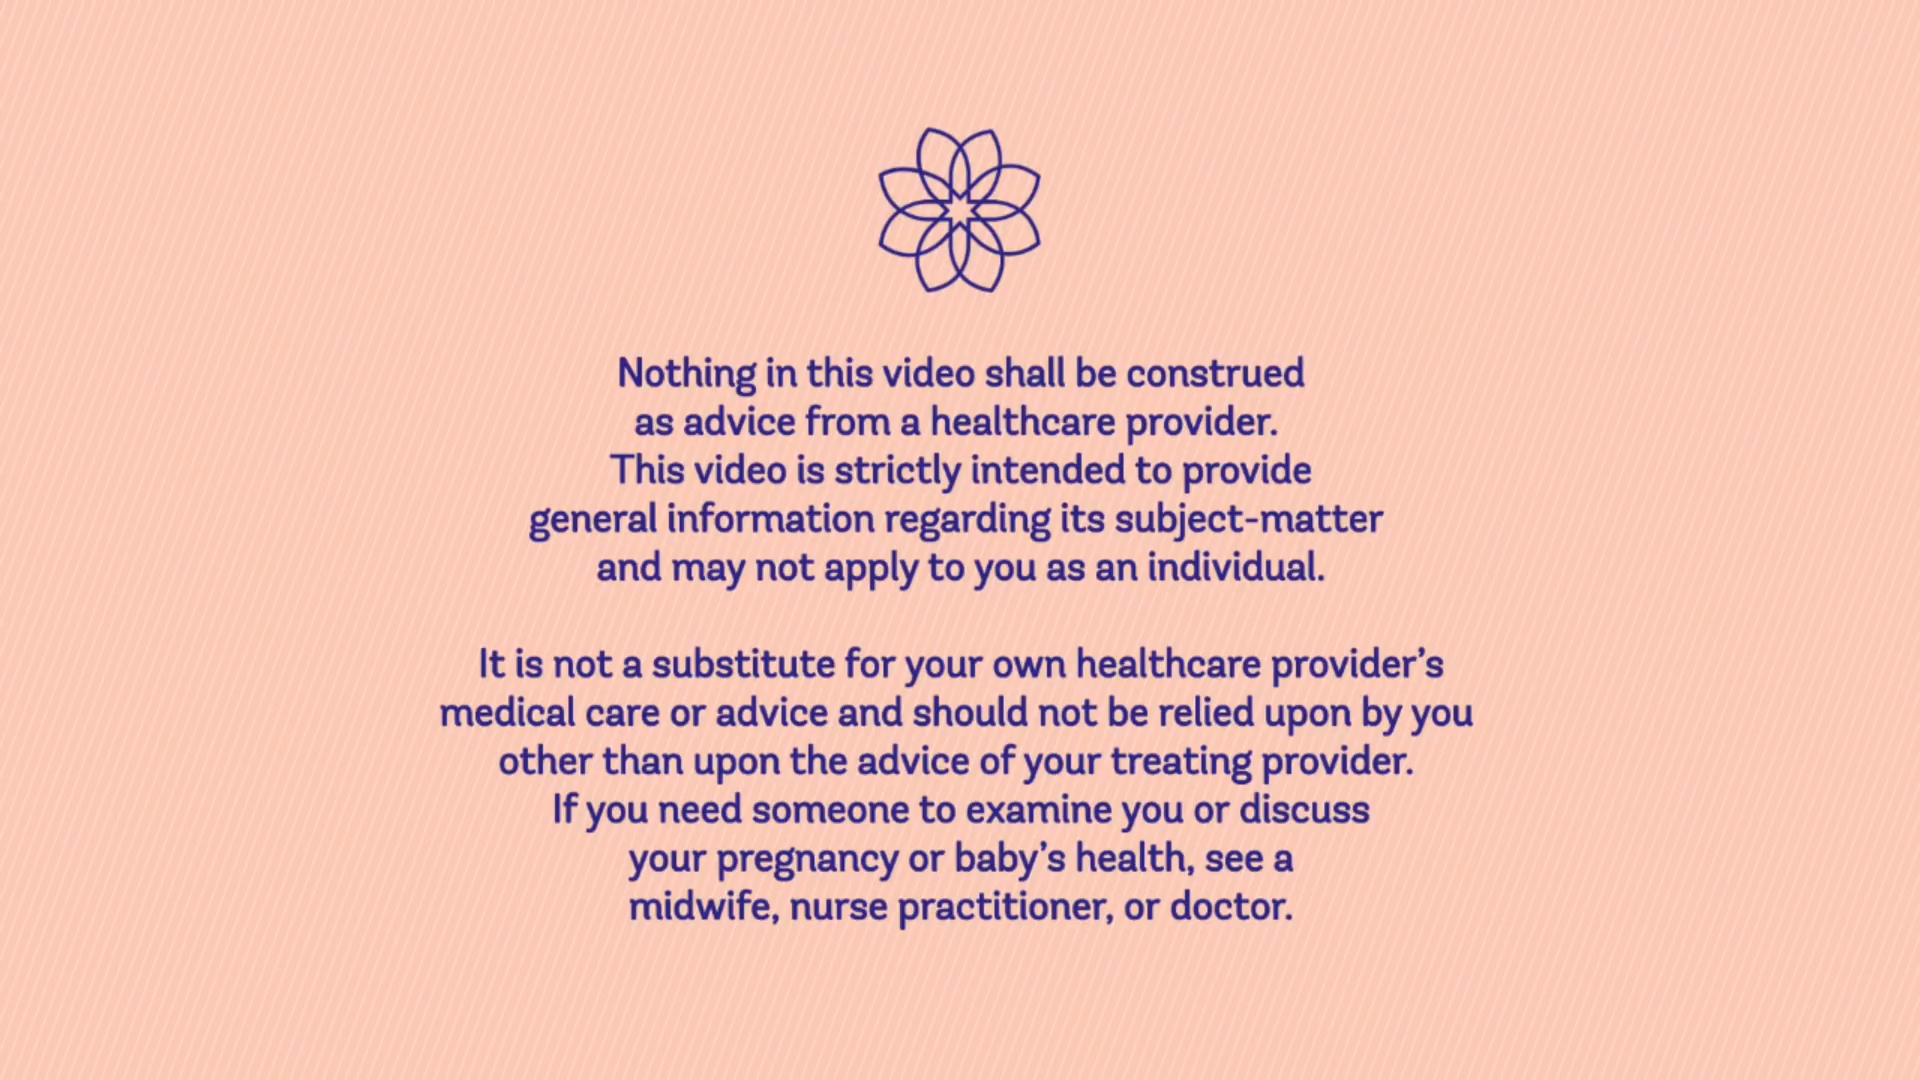 Nothing in this video shall be construed
as advice from a healthcare provider.
This video is strictly intended to provide
general information regarding its subject-matter
and may not apply to you as an individual.
It is not a substitute for your own healthcare provider’s
medical care or advice and should not be relied upon by you
other than upon the advice of your treating provider.
If you need someone to examine you or discuss
your pregnancy or baby’s health, see a
midwife, nurse practitioner, or doctor.